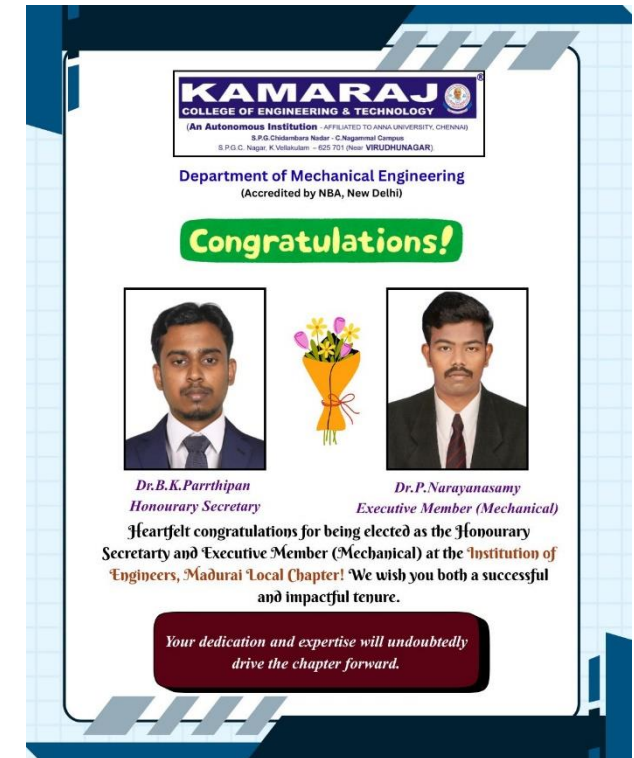 KAMARAJ ®
COLLEGE OF ENGINEERING & TECHNOLOGY
(An Autonomous Institution - AFFILIATED TO ANNA UNIVERSITY, CHENNAI)
S.P.G.Chidambara Nadar - C.Nagammal Campus
S.P.G.C. Nagar, K.Vellakulam – 625 701 (Near VIRUDHUNAGAR)
Department of Mechanical Engineering
(Accredited by NBA, New Delhi)
Congratulations!
Dr.B.K.Parrthipan
Honourary Secretary
Dr.P.Narayanasamy
Executive Member (Mechanical)
Heartfelt congratulations for being elected as the Honourary
Secretarty and Executive Member (Mechanical) at the Institution of
Engineers, Madurai Local Chapter! We wish you both a successful
and impactful tenure.
Your dedication and expertise will undoubtedly
drive the chapter forward.